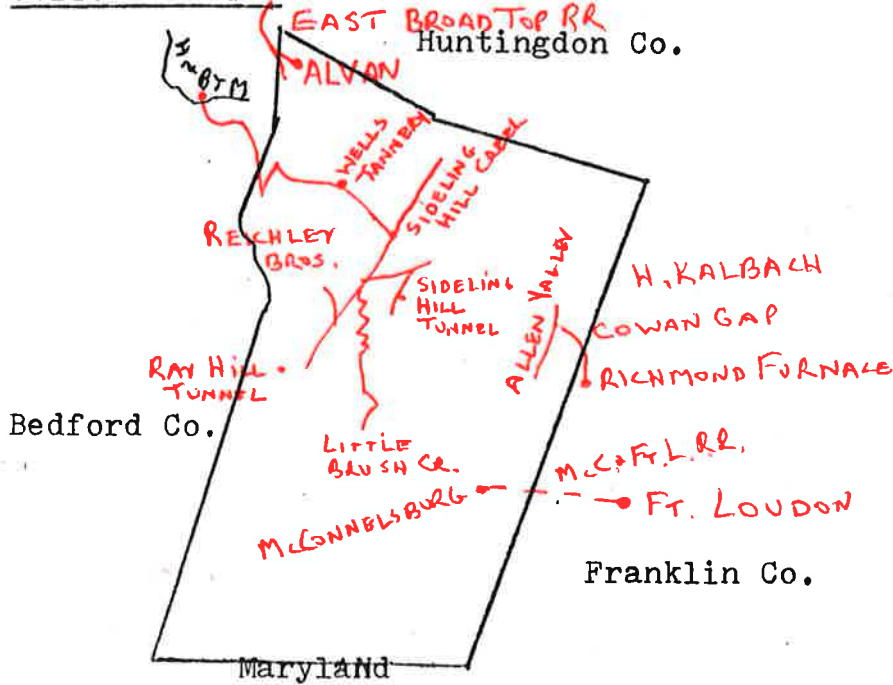 EAST BROAD TOP RR
Huntingdon Co.
ALVAN
BTM
WELLS
TANNERY
SIDELING
HILL CREEK
REICHLEY
BROS.
SIDELING
HILL
TUNNEL
ALLEN VALLEY
H. KALBACH
COWAN GAP
RICHMOND FURNACE
RAY HILL
TUNNEL
Bedford Co.
LITTLE
BRUSH CR.
McC & FT. L. RR.
McCONNELSBURG
FT. LOUDON
Franklin Co.
Maryland